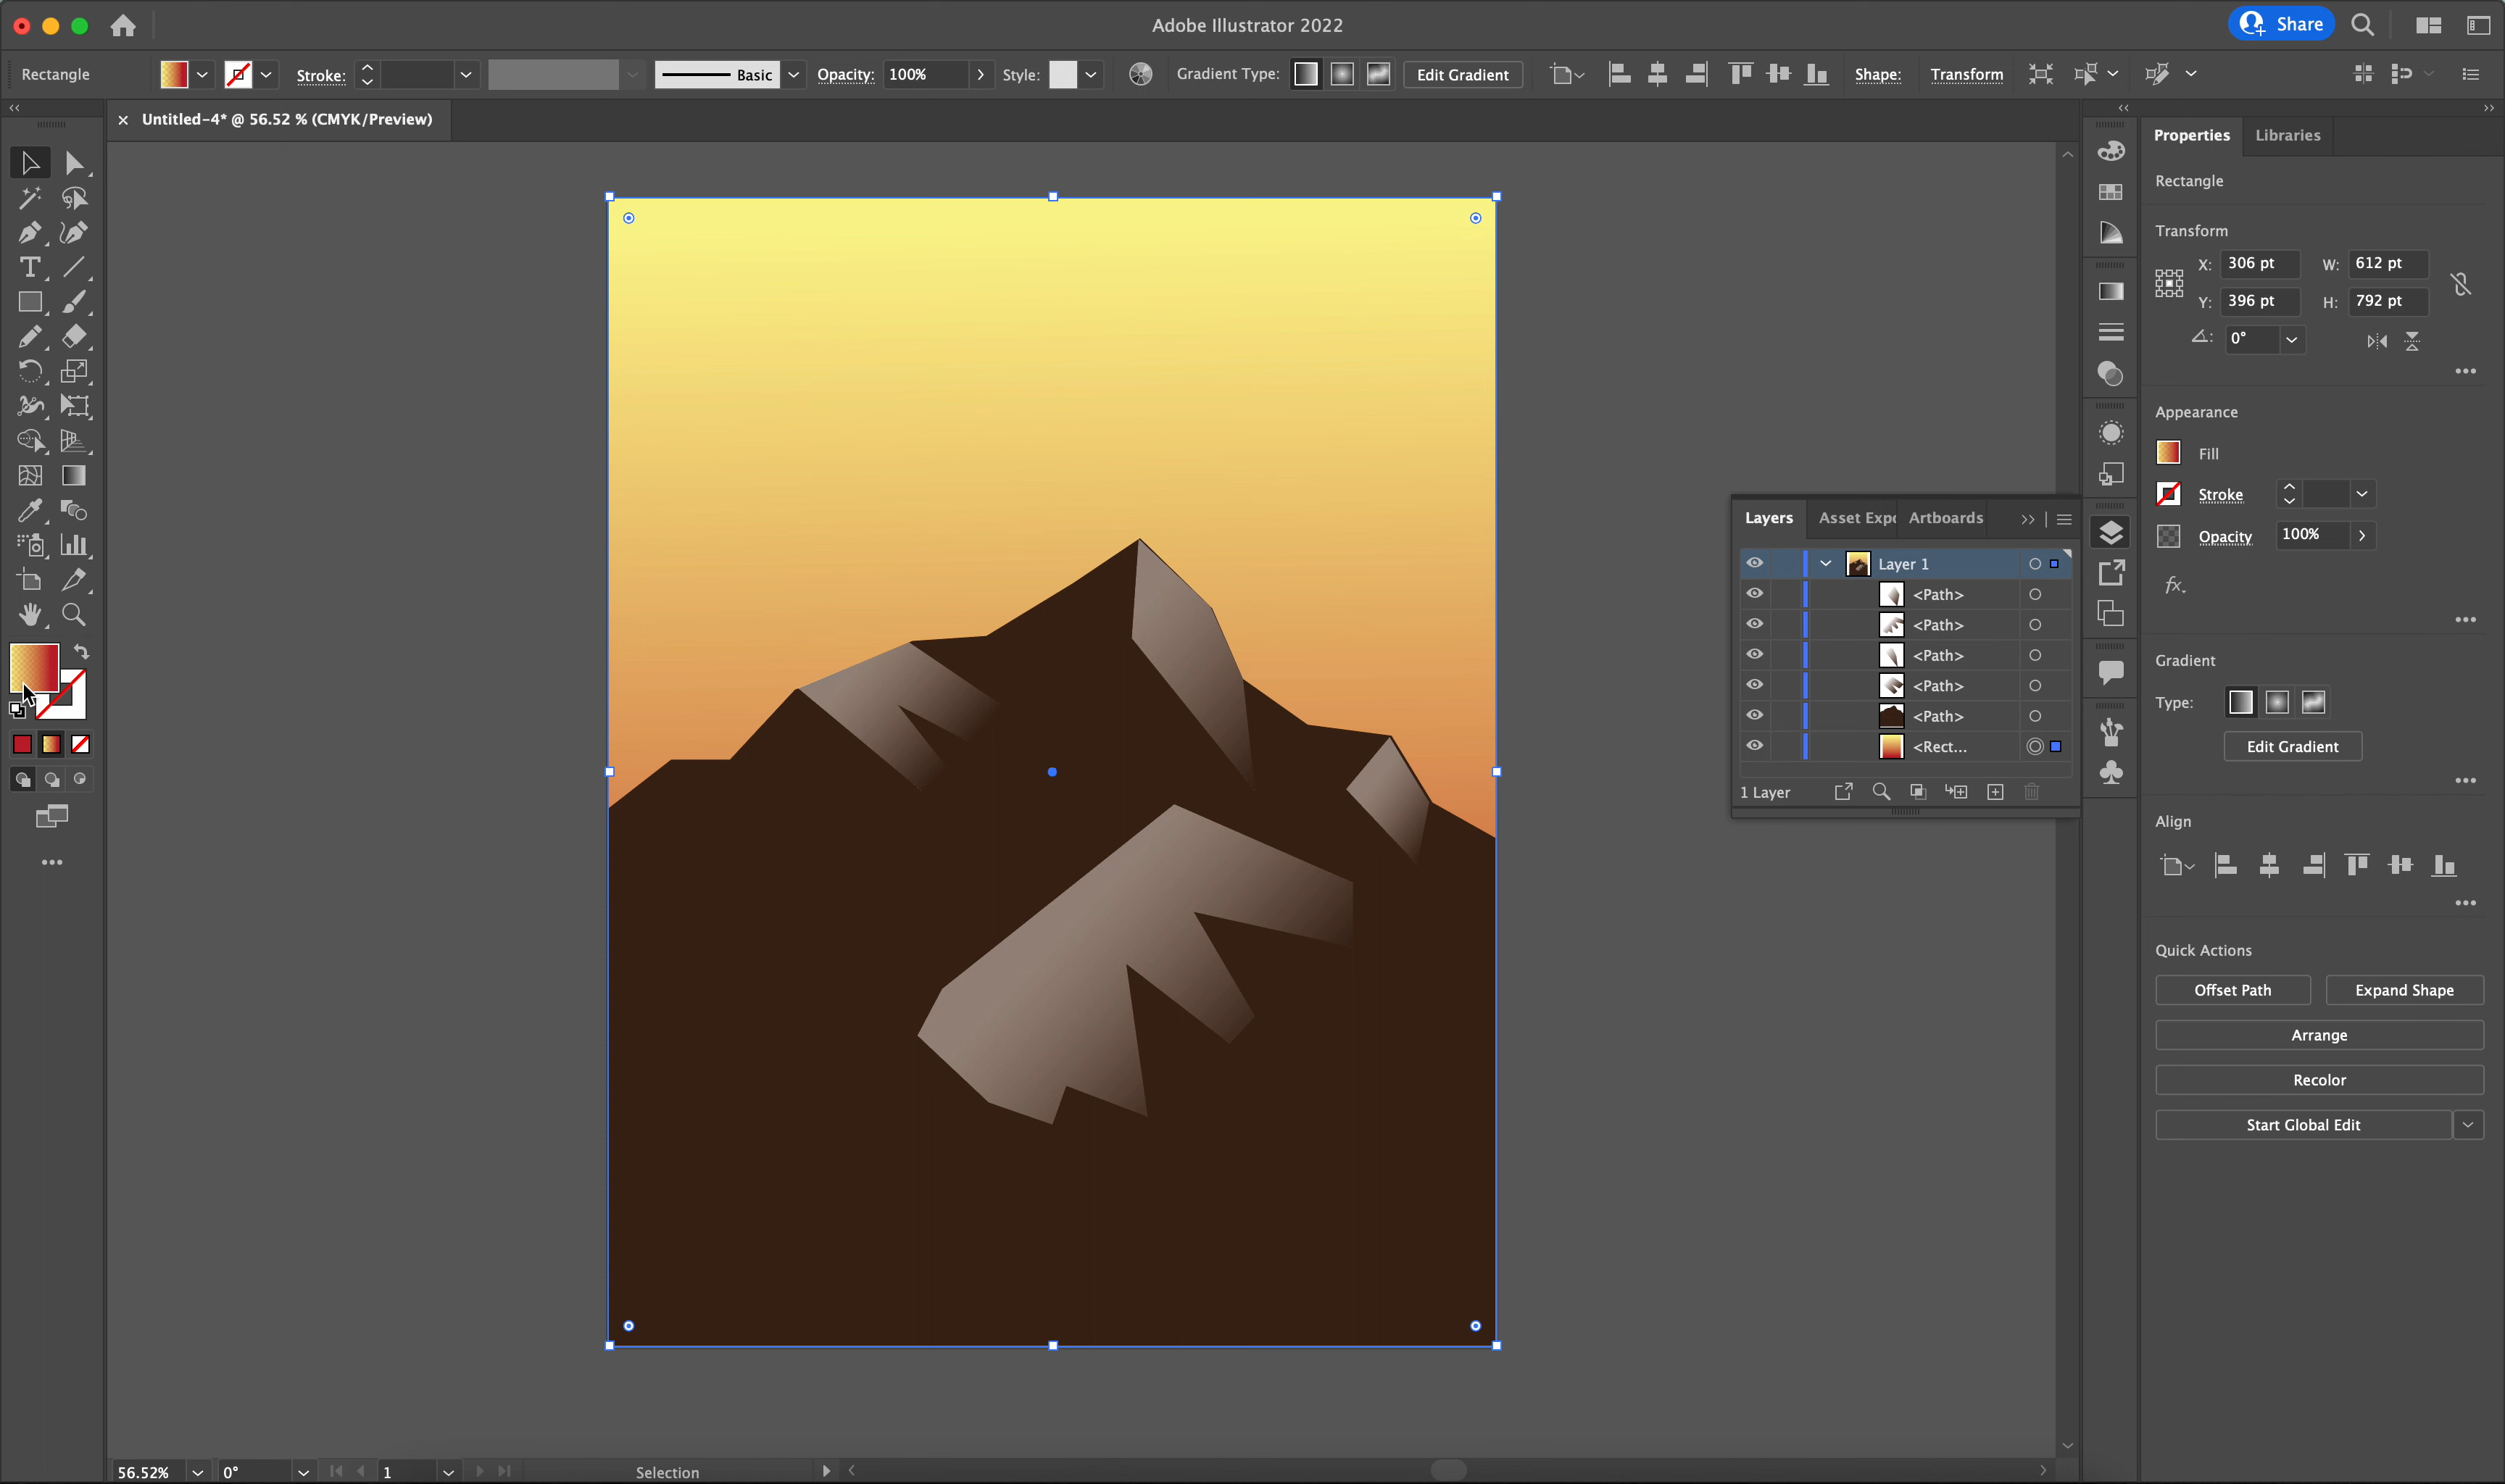 Adobe Illustrator 2022
Share
Rectangle
Stroke:
Basic
Opacity:
100%
Style:
Gradient Type:
Edit Gradient
Shape:
Transform
Untitled-4* @ 56.52 % (CMYK/Preview)
Properties
Libraries
Rectangle
Transform
X:
306 pt
W:
612 pt
Y:
396 pt
H:
792 pt
0°
Appearance
Fill
Stroke
Opacity
100%
fx.
Gradient
Type:
Edit Gradient
Align
Quick Actions
Offset Path
Expand Shape
Arrange
Recolor
Start Global Edit
Layers
Asset Expo
Artboards
Layer 1
<Path>
<Path>
<Path>
<Path>
<Path>
<Rect...
1 Layer
56.52%
0°
1
Selection